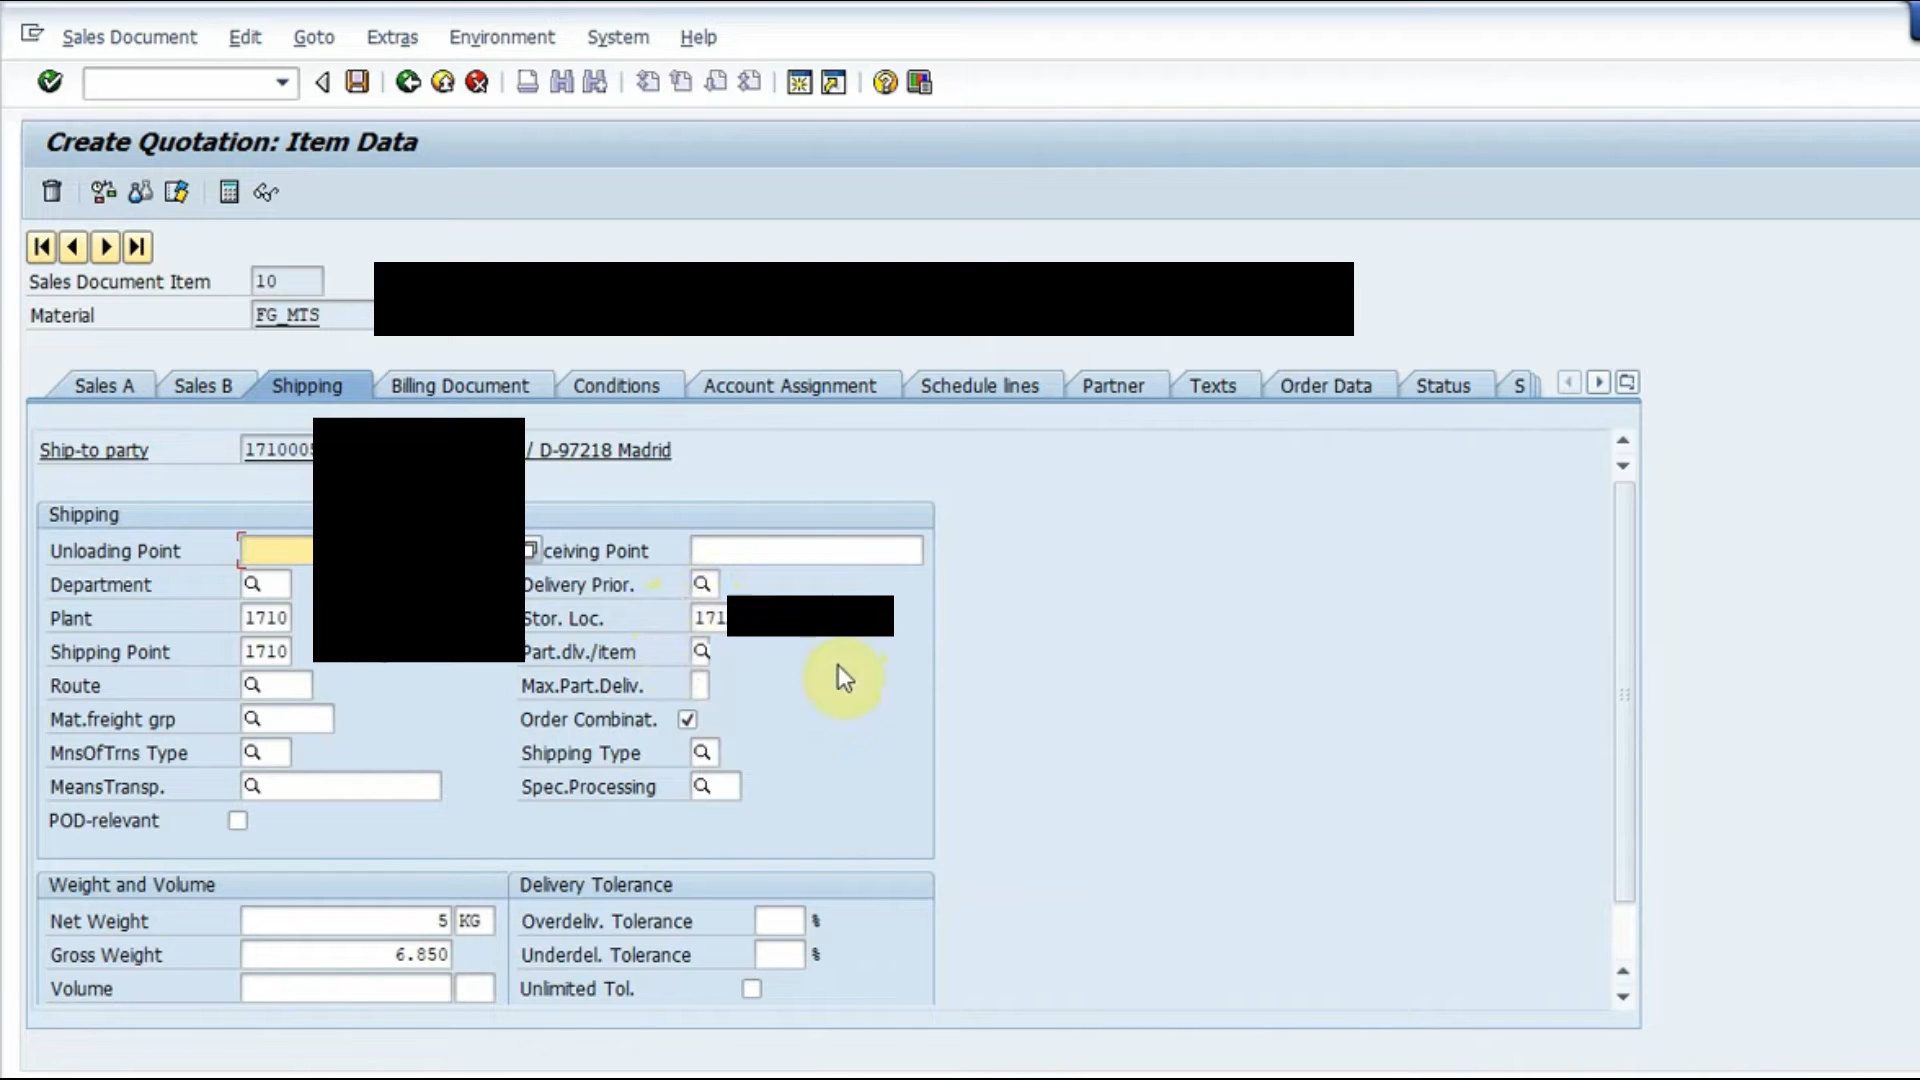 Sales Document Edit Goto Extras Environment System Help
Create Quotation: Item Data
Sales Document Item 10
Material FG_MTS
Sales A Sales B Shipping Billing Document Conditions Account Assignment Schedule lines Partner Texts Order Data Status S
Ship-to party 171000 / D-97218 Madrid
Shipping
Unloading Point ceiving Point
Department Delivery Prior.
Plant 1710 Stor. Loc. 171
Shipping Point 1710 Part.dlv./item
Route Max.Part.Deliv.
Mat.freight grp Order Combinat.
MnsOfTrns Type Shipping Type
MeansTransp. Spec.Processing
POD-relevant
Weight and Volume Delivery Tolerance
Net Weight 5 KG Overdeliv. Tolerance %
Gross Weight 6.850 Underdel. Tolerance %
Volume Unlimited Tol.